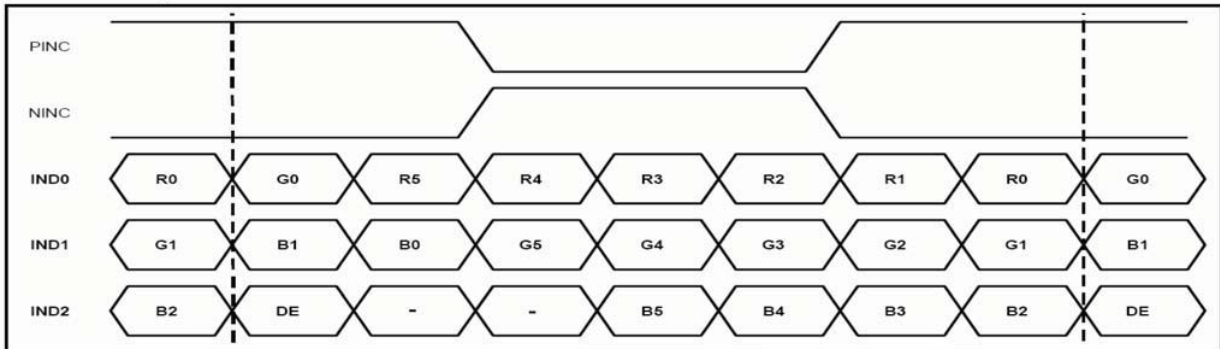 PINC
NINC
IND0 R0 G0 R5 R4 R3 R2 R1 R0 G0
IND1 G1 B1 B0 G5 G4 G3 G2 G1 B1
IND2 B2 DE - - B5 B4 B3 B2 DE